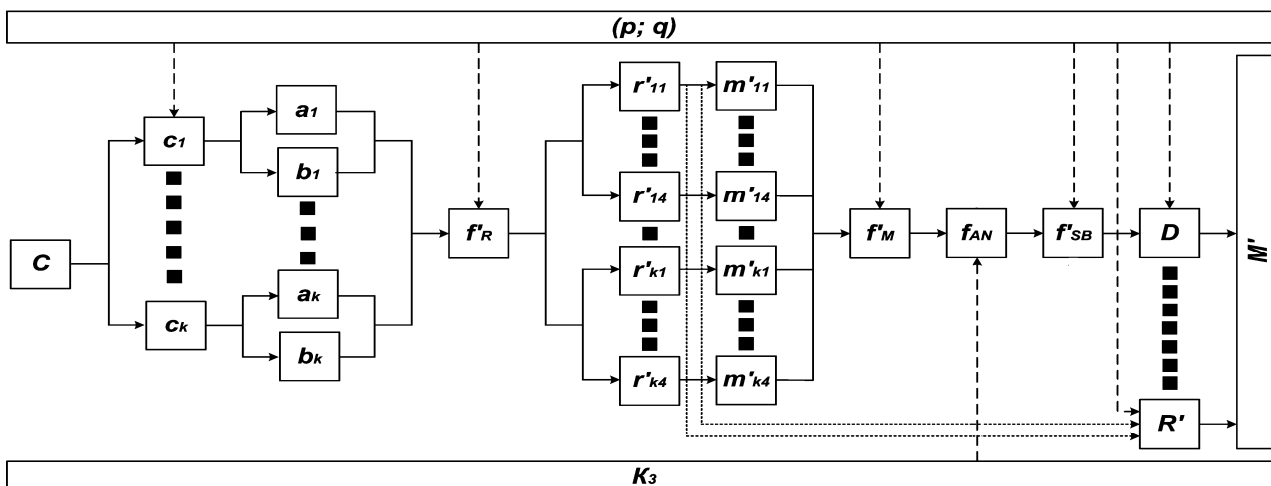 (p; q)
C
c1
ck
a1
b1
ak
bk
f'R
r'11
r'14
r'k1
r'k4
m'11
m'14
m'k1
m'k4
f'M
fAN
f'SB
D
R'
M'
K3